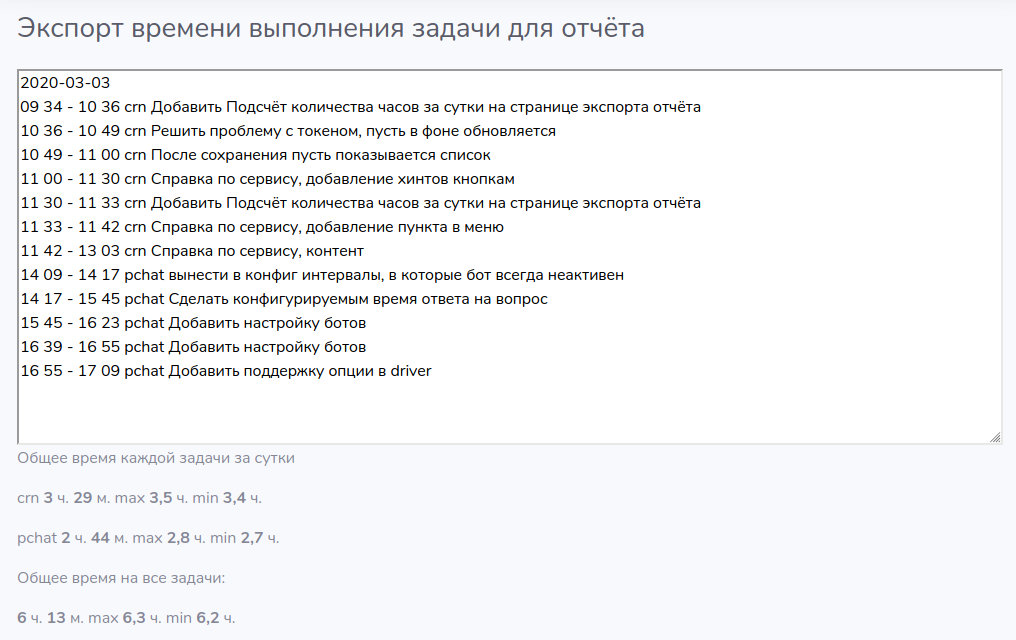 Экспорт времени выполнения задачи для отчёта
2020-03-03
09 34 - 10 36 crn Добавить Подсчёт количества часов за сутки на странице экспорта отчёта
10 36 - 10 49 crn Решить проблему с токеном, пусть в фоне обновляется
10 49 - 11 00 crn После сохранения пусть показывается список
11 00 - 11 30 crn Справка по сервису, добавление хинтов кнопкам
11 30 - 11 33 crn Добавить Подсчёт количества часов за сутки на странице экспорта отчёта
11 33 - 11 42 crn Справка по сервису, добавление пункта в меню
11 42 - 13 03 crn Справка по сервису, контент
14 09 - 14 17 pchat вынести в конфиг интервалы, в которые бот всегда неактивен
14 17 - 15 45 pchat Сделать конфигурируемым время ответа на вопрос
15 45 - 16 23 pchat Добавить настройку ботов
16 39 - 16 55 pchat Добавить настройку ботов
16 55 - 17 09 pchat Добавить поддержку опции в driver
Общее время каждой задачи за сутки
crn 3 ч. 29 м. max 3,5 ч. min 3,4 ч.
pchat 2 ч. 44 м. max 2,8 ч. min 2,7 ч.
Общее время на все задачи:
6 ч. 13 м. max 6,3 ч. min 6,2 ч.